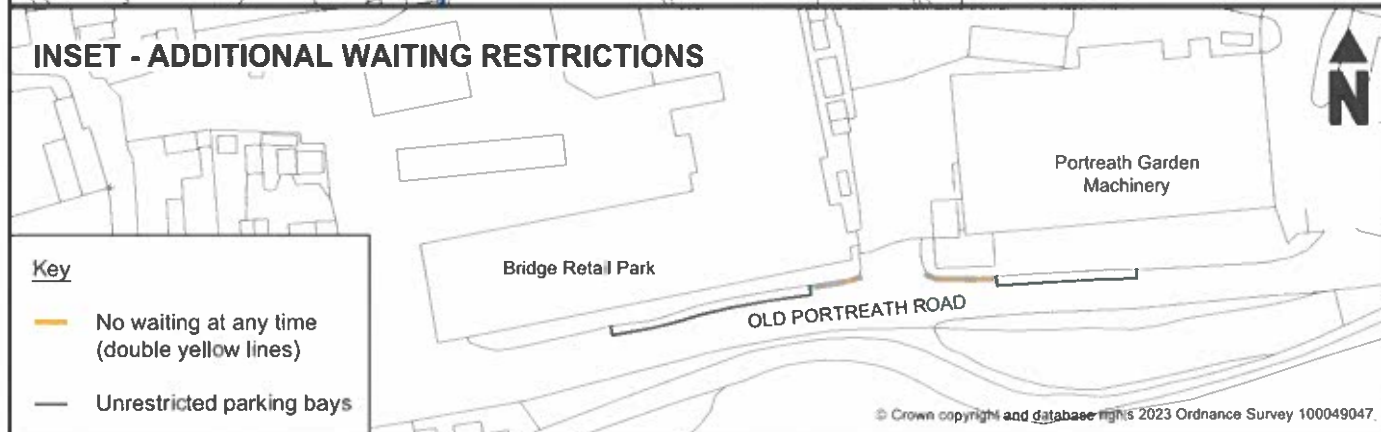 INSET - ADDITIONAL WAITING RESTRICTIONS
N
Portreath Garden
Machinery
Bridge Retail Park
OLD PORTREATH ROAD
Key
No waiting at any time
(double yellow lines)
Unrestricted parking bays
© Crown copyright and database rights 2023 Ordnance Survey 100049047.